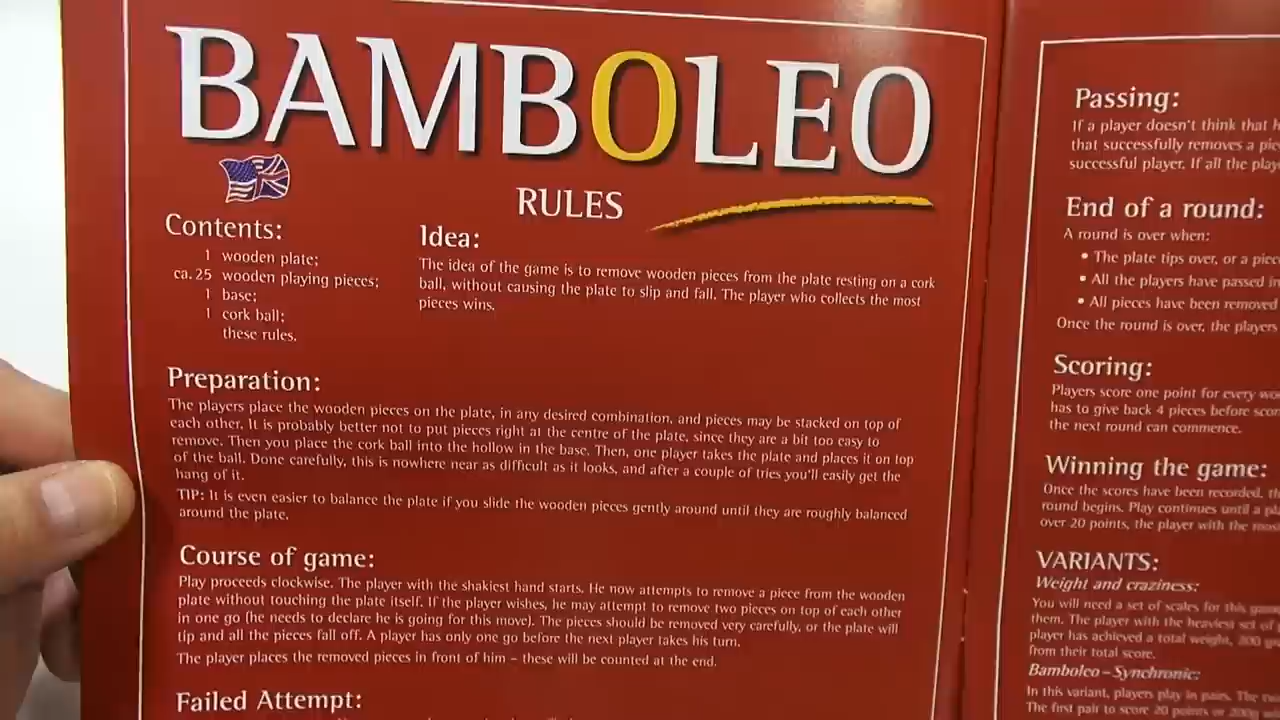 BAMBOLEO
RULES
Contents:
1 wooden plate;
ca. 25 wooden playing pieces;
1 base;
1 cork ball;
these rules.
Idea:
The idea of the game is to remove wooden pieces from the plate resting on a cork
ball, without causing the plate to slip and fall. The player who collects the most
pieces wins.
Preparation:
The players place the wooden pieces on the plate, in any desired combination, and pieces may be stacked on top of
each other. It is probably better not to put pieces right at the centre of the plate, since they are a bit too easy to
remove. Then you place the cork ball into the hollow in the base. Then, one player takes the plate and places it on top
of the ball. Done carefully, this is nowhere near as difficult as it looks, and after a couple of tries you'll easily get the
hang of it.
TIP: It is even easier to balance the plate if you slide the wooden pieces gently around until they are roughly balanced
around the plate.
Course of game:
Play proceeds clockwise. The player with the shakiest hand starts. He now attempts to remove a piece from the wooden
plate without touching the plate itself. If the player wishes, he may attempt to remove two pieces on top of each other
in one go (he needs to declare he is going for this move). The pieces should be removed very carefully, or the plate will
tip and all the pieces fall off. A player has only one go before the next player takes his turn.
The player places the removed pieces in front of him – these will be counted at the end.
Failed Attempt:
Passing:
If a player doesn't think that
that successfully removes a
successful player. If all the
End of a round:
A round is over when:
• The plate tips over, or a
• All the players have passed
• All pieces have been removed
Once the round is over, the players
Scoring:
Players score one point for every
has to give back 4 pieces before
the next round can commence.
Winning the game:
Once the scores have been recorded,
round begins. Play continues until a
over 20 points, the player with the
VARIANTS:
Weight and craziness:
You will need a set of scales for this
them. The player with the heaviest set of
player has achieved a total weight,
from their total score.
Bamboleo – Synchronic:
In this variant, players play in pairs. The
The first pair to score 20 points or